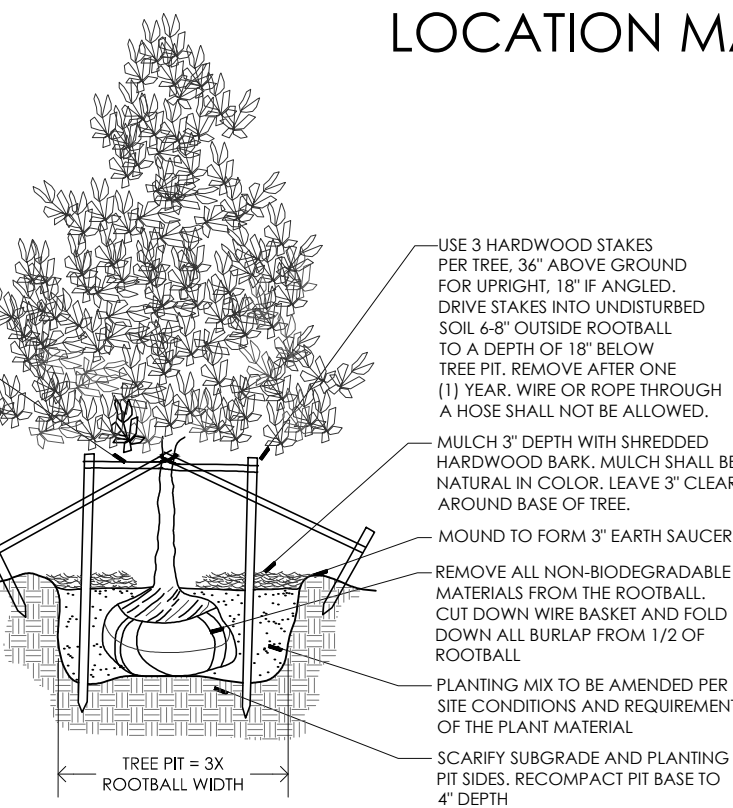 LOCATION MA
USE 3 HARDWOOD STAKES
PER TREE, 36" ABOVE GROUND
FOR UPRIGHT, 18" IF ANGLED.
DRIVE STAKES INTO UNDISTURBED
SOIL 6-8" OUTSIDE ROOTBALL
TO A DEPTH OF 18" BELOW
TREE PIT. REMOVE AFTER ONE
(1) YEAR. WIRE OR ROPE THROUGH
A HOSE SHALL NOT BE ALLOWED.
MULCH 3" DEPTH WITH SHREDDED
HARDWOOD BARK. MULCH SHALL BE
NATURAL IN COLOR. LEAVE 3" CLEAR
AROUND BASE OF TREE.
MOUND TO FORM 3" EARTH SAUCER
REMOVE ALL NON-BIODEGRADABLE
MATERIALS FROM THE ROOTBALL.
CUT DOWN WIRE BASKET AND FOLD
DOWN ALL BURLAP FROM 1/2 OF
ROOTBALL
PLANTING MIX TO BE AMENDED PER
SITE CONDITIONS AND REQUIREMENT
OF THE PLANT MATERIAL
SCARIFY SUBGRADE AND PLANTING
PIT SIDES. RECOMPACT PIT BASE TO
4" DEPTH
TREE PIT = 3X
ROOTBALL WIDTH